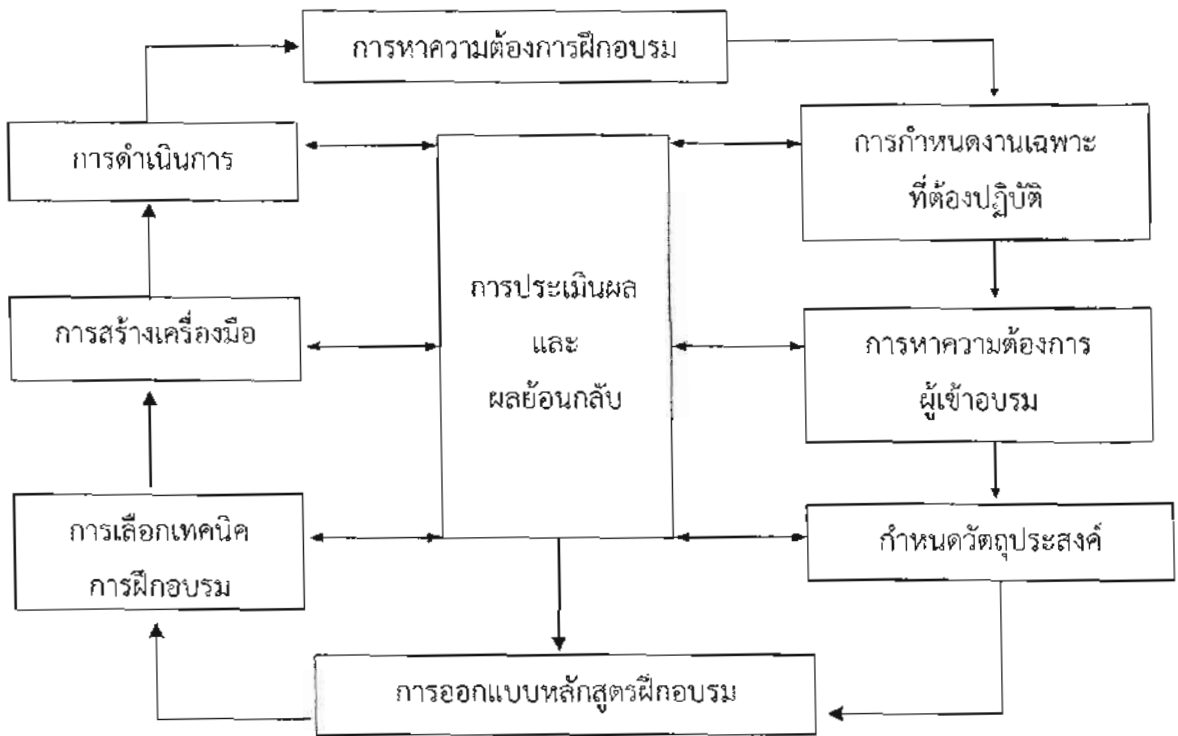 การหาความต้องการฝึกอบรม
การดำเนินการ
การกำหนดงานเฉพาะ
ที่ต้องปฏิบัติ
การประเมินผล
และ
ผลย้อนกลับ
การสร้างเครื่องมือ
การหาความต้องการ
ผู้เข้าอบรม
การเลือกเทคนิค
การฝึกอบรม
กำหนดวัตถุประสงค์
การออกแบบหลักสูตรฝึกอบรม